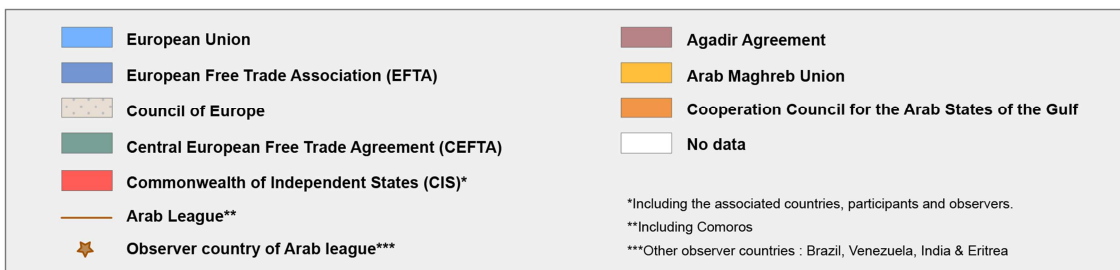 European Union
European Free Trade Association (EFTA)
Council of Europe
Central European Free Trade Agreement (CEFTA)
Commonwealth of Independent States (CIS)*
Arab League**
Observer country of Arab league***
Agadir Agreement
Arab Maghreb Union
Cooperation Council for the Arab States of the Gulf
No data
*Including the associated countries, participants and observers.
**Including Comoros
***Other observer countries : Brazil, Venezuela, India & Eritrea